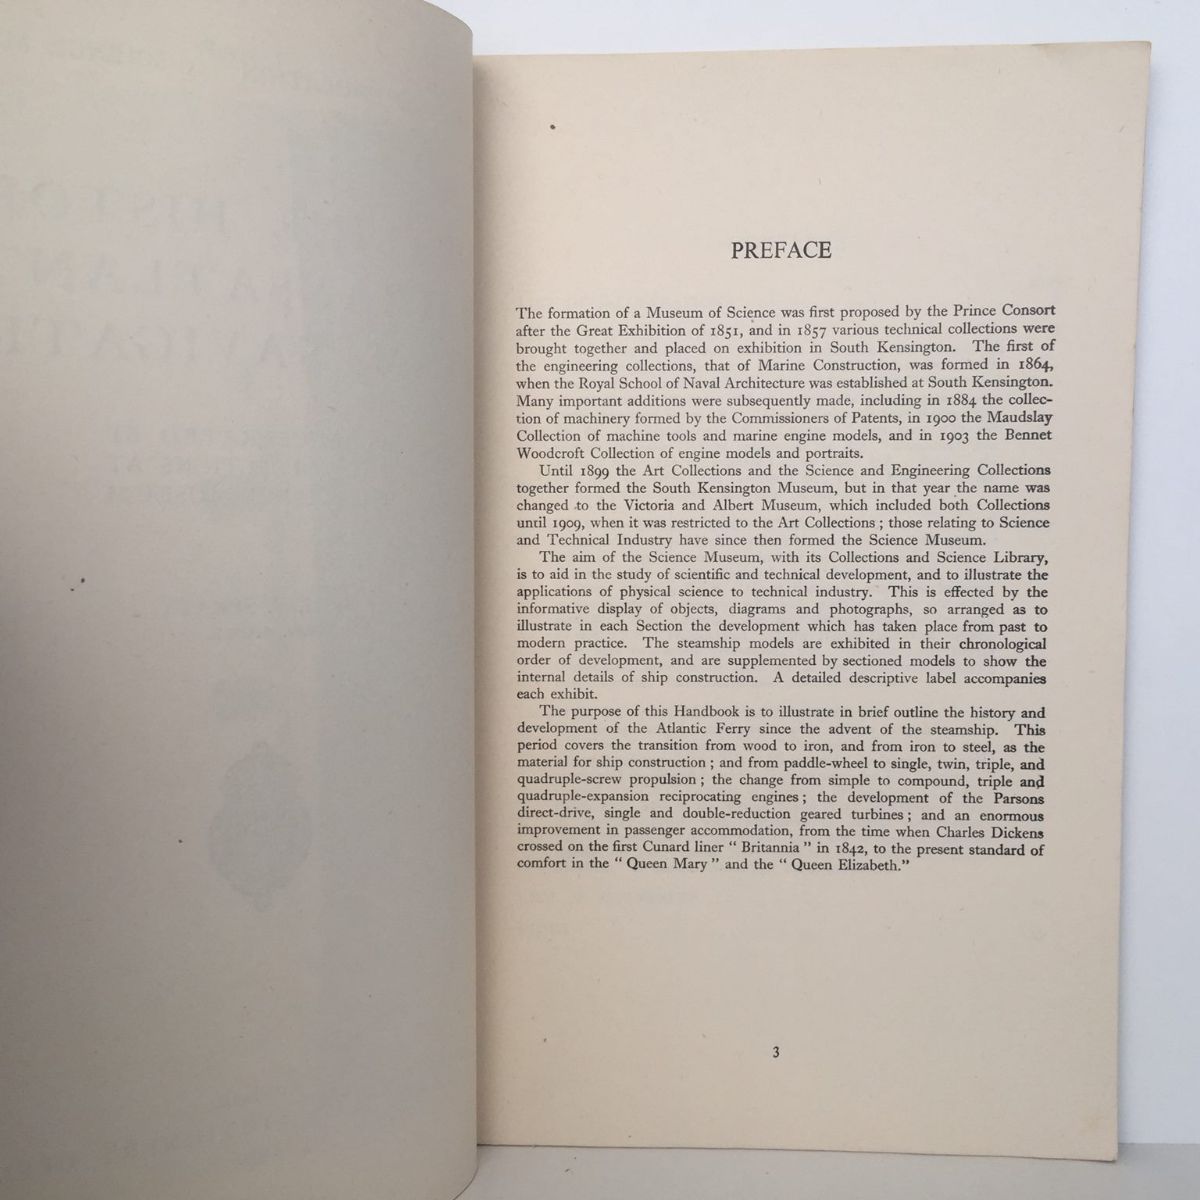 PREFACE
The formation of a Museum of Science was first proposed by the Prince Consort
after the Great Exhibition of 1851, and in 1857 various technical collections were
brought together and placed on exhibition in South Kensington. The first of
the engineering collections, that of Marine Construction, was formed in 1864,
when the Royal School of Naval Architecture was established at South Kensington.
Many important additions were subsequently made, including in 1884 the collec-
tion of machinery formed by the Commissioners of Patents, in 1900 the Maudslay
Collection of machine tools and marine engine models, and in 1903 the Bennet
Woodcroft Collection of engine models and portraits.
Until 1899 the Art Collections and the Science and Engineering Collections
together formed the South Kensington Museum, but in that year the name was
changed to the Victoria and Albert Museum, which included both Collections
until 1909, when it was restricted to the Art Collections ; those relating to Science
and Technical Industry have since then formed the Science Museum.
The aim of the Science Museum, with its Collections and Science Library,
is to aid in the study of scientific and technical development, and to illustrate the
applications of physical science to technical industry. This is effected by the
informative display of objects, diagrams and photographs, so arranged as to
illustrate in each Section the development which has taken place from past to
modern practice. The steamship models are exhibited in their chronological
order of development, and are supplemented by sectioned models to show the
internal details of ship construction. A detailed descriptive label accompanies
each exhibit.
The purpose of this Handbook is to illustrate in brief outline the history and
development of the Atlantic Ferry since the advent of the steamship. This
period covers the transition from wood to iron, and from iron to steel, as the
material for ship construction ; and from paddle-wheel to single, twin, triple, and
quadruple-screw propulsion ; the change from simple to compound, triple and
quadruple-expansion reciprocating engines ; the development of the Parsons
direct-drive, single and double-reduction geared turbines ; and an enormous
improvement in passenger accommodation, from the time when Charles Dickens
crossed on the first Cunard liner “ Britannia ” in 1842, to the present standard of
comfort in the “ Queen Mary ” and the “ Queen Elizabeth.”
3